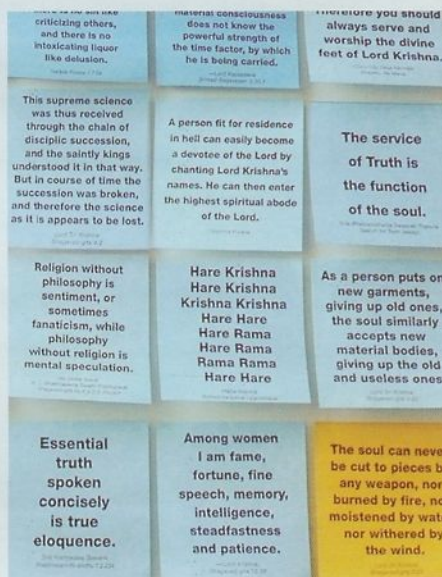 criticizing others,
and there is no
intoxicating liquor
like delusion.
material consciousness
does not know the
powerful strength of
the time factor, by which
he is being carried.
Therefore you should
always serve and
worship the divine
feet of Lord Krishna.
This supreme science
was thus received
through the chain of
disciplic succession,
and the saintly kings
understood it in that way.
But in course of time the
succession was broken,
and therefore the science
as it is appears to be lost.
A person fit for residence
in hell can easily become
a devotee of the Lord by
chanting Lord Krishna's
names. He can then enter
the highest spiritual abode
of the Lord.
The service
of Truth is
the function
of the soul.
Religion without
philosophy is
sentiment, or
sometimes
fanaticism, while
philosophy
without religion is
mental speculation.
Hare Krishna
Hare Krishna
Krishna Krishna
Hare Hare
Hare Rama
Hare Rama
Rama Rama
Hare Hare
As a person puts on
new garments,
giving up old ones,
the soul similarly
accepts new
material bodies,
giving up the old
and useless ones
Essential
truth
spoken
concisely
is true
eloquence.
Among women
I am fame,
fortune, fine
speech, memory,
intelligence,
steadfastness
and patience.
The soul can neve
be cut to pieces b
any weapon, nor
burned by fire, no
moistened by wat
nor withered by
the wind.